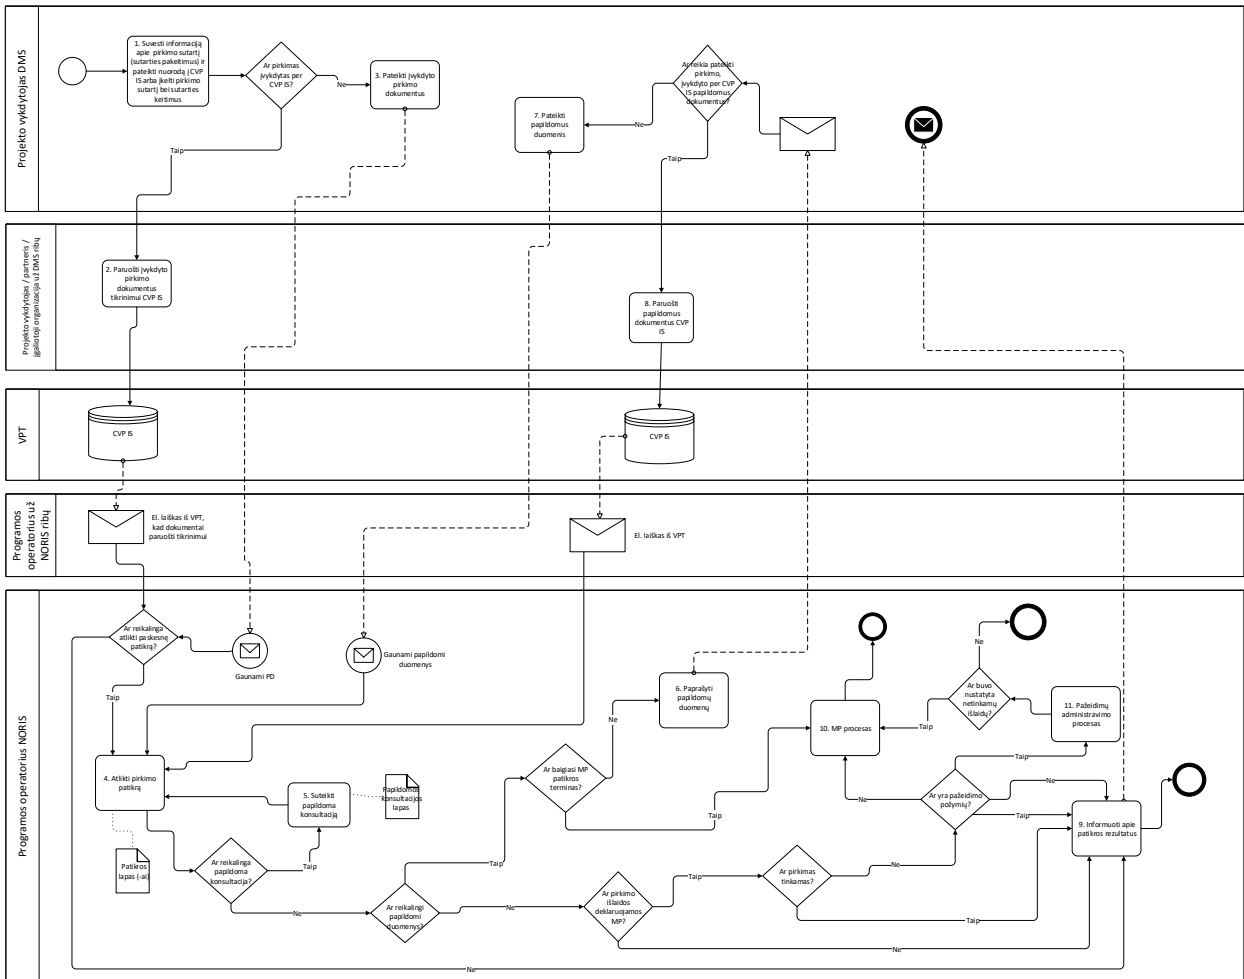 Projekto vykdytojas DMS
1. Suvesti informaciją
apie pirkimo sutartį
(sutarties pakeitimus) ir
pateikti nuorodą į CVP
IS arba įkelti pirkimo
sutartį bei sutarties
keitimus
Ar pirkimas
įvykdytas per
CVP IS?
Ne
3. Pateikti įvykdyto
pirkimo
dokumentus
Taip
7. Pateikti
papildomus
duomenis
Ne
Ar reikia pateikti
pirkimo,
įvykdyto per CVP
IS papildomus
dokumentus?
Taip
Projekto vykdytojas / partneris /
įgaliotoji organizacija už DMS ribų
2. Paruošti įvykdyto
pirkimo
dokumentus
tikrinimui CVP IS
8. Paruošti
papildomus
dokumentus CVP
IS
VPT
CVP IS
CVP IS
Programos
operatorius už
NORIS ribų
El. laiškas iš VPT,
kad dokumentai
paruošti tikrinimui
El. laiškas iš VPT
Programos operatorius NORIS
Ar reikalinga
atlikti paskesnę
patikrą?
Gaunami PD
Gaunami papildomi
duomenys
Taip
4. Atlikti pirkimo
patikrą
Patikros
lapas (-ai)
5. Suteikti
papildoma
konsultaciją
Papildomos
konsultacijos
lapas
Ar reikalinga
papildoma
konsultacija?
Taip
Ne
Ar reikalingi
papildomi
duomenys?
Taip
Ne
Ar baigiasi MP
patikros
terminas?
Ne
Taip
6. Paprašyti
papildomų
duomenų
10. MP procesas
Ar buvo
nustatyta
netinkamų
išlaidų?
Ne
Taip
11. Pažeidimų
administravimo
procesas
Ar yra pažeidimo
požymių?
Taip
Ne
Ne
Taip
9. Informuoti apie
patikros rezultatus
Ar pirkimo
išlaidos
deklaruojamos
MP?
Taip
Ne
Ar pirkimas
tinkamas?
Ne
Taip
Ne